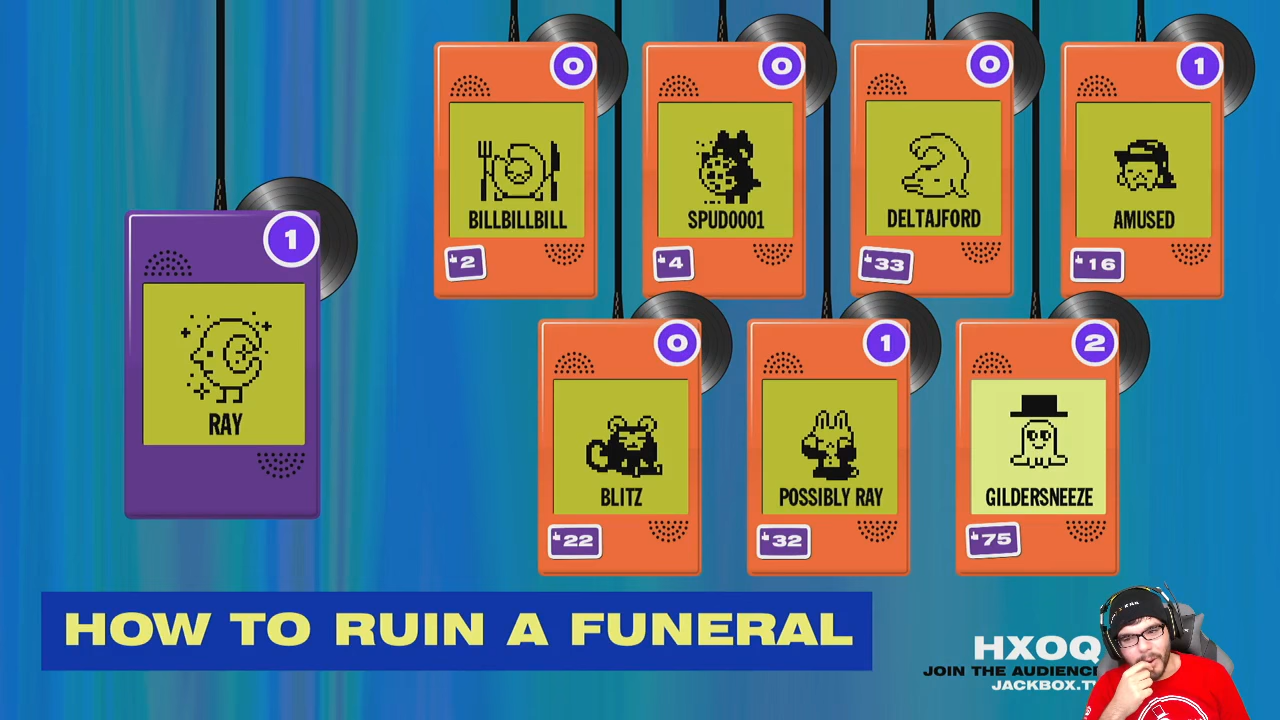 0
0
0
1
BILLBILLBILL
SPUD0001
DELTAJFORD
AMUSED
2
4
33
16
1
RAY
0
1
2
BLITZ
POSSIBLY RAY
GILDERSNEEZE
22
32
75
HOW TO RUIN A FUNERAL
HXOQ
JOIN THE AUDIENCE
JACKBOX.TV